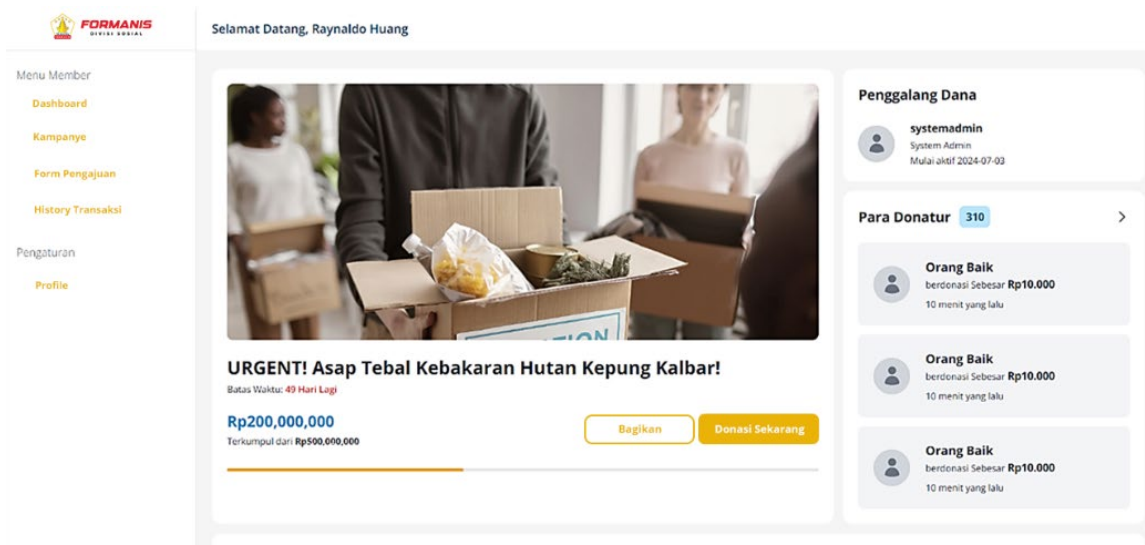 FORMANIS
DIVISI SOSIAL
Selamat Datang, Raynaldo Huang
Menu Member
Dashboard
Kampanye
Form Pengajuan
History Transaksi
Pengaturan
Profile
URGENT! Asap Tebal Kebakaran Hutan Kepung Kalbar!
Batas Waktu: 49 Hari Lagi
Rp200,000,000
Terkumpul dari Rp500,000,000
Bagikan
Donasi Sekarang
Penggalang Dana
systemadmin
System Admin
Mulai aktif 2024-07-03
Para Donatur 310
Orang Baik
berdonasi Sebesar Rp10.000
10 menit yang lalu
Orang Baik
berdonasi Sebesar Rp10.000
10 menit yang lalu
Orang Baik
berdonasi Sebesar Rp10.000
10 menit yang lalu